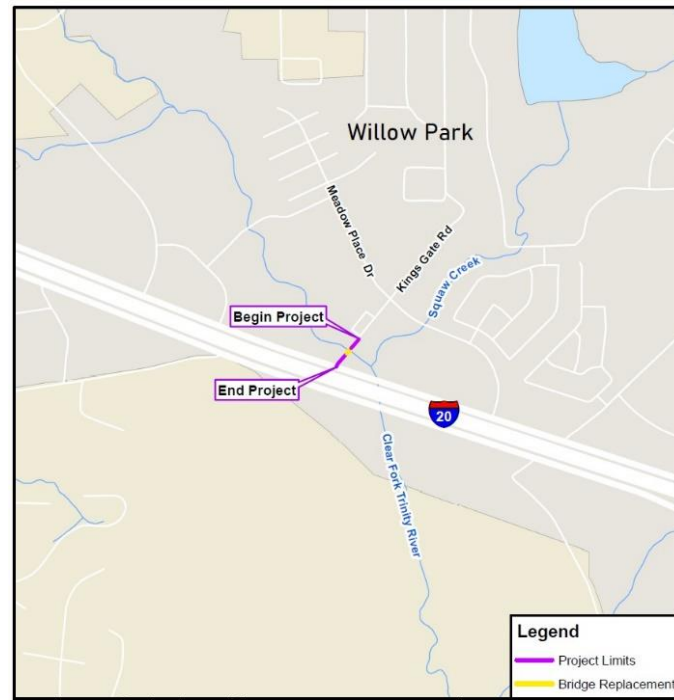 Willow Park
Meadow Place Dr
Kings Gate Rd
Squaw Creek
Begin Project
End Project
20
Clear Fork Trinity River
Legend
Project Limits
Bridge Replacement